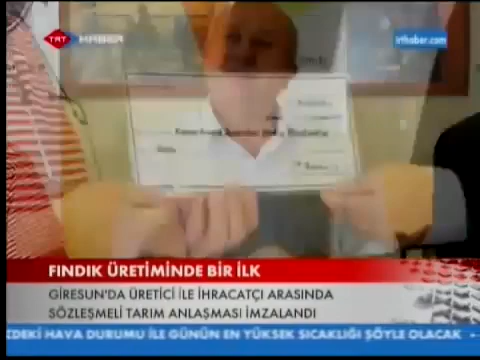 TRT HABER
trthaber.com
FINDIK ÜRETİMİNDE BİR İLK
GİRESUN'DA ÜRETİCİ İLE İHRACATÇI ARASINDA
SÖZLEŞMELİ TARIM ANLAŞMASI İMZALANDI
EKİ HAVA DURUMU İLE GÜNÜN EN YÜKSEK SICAKLIĞI ŞÖYLE OLACAK -